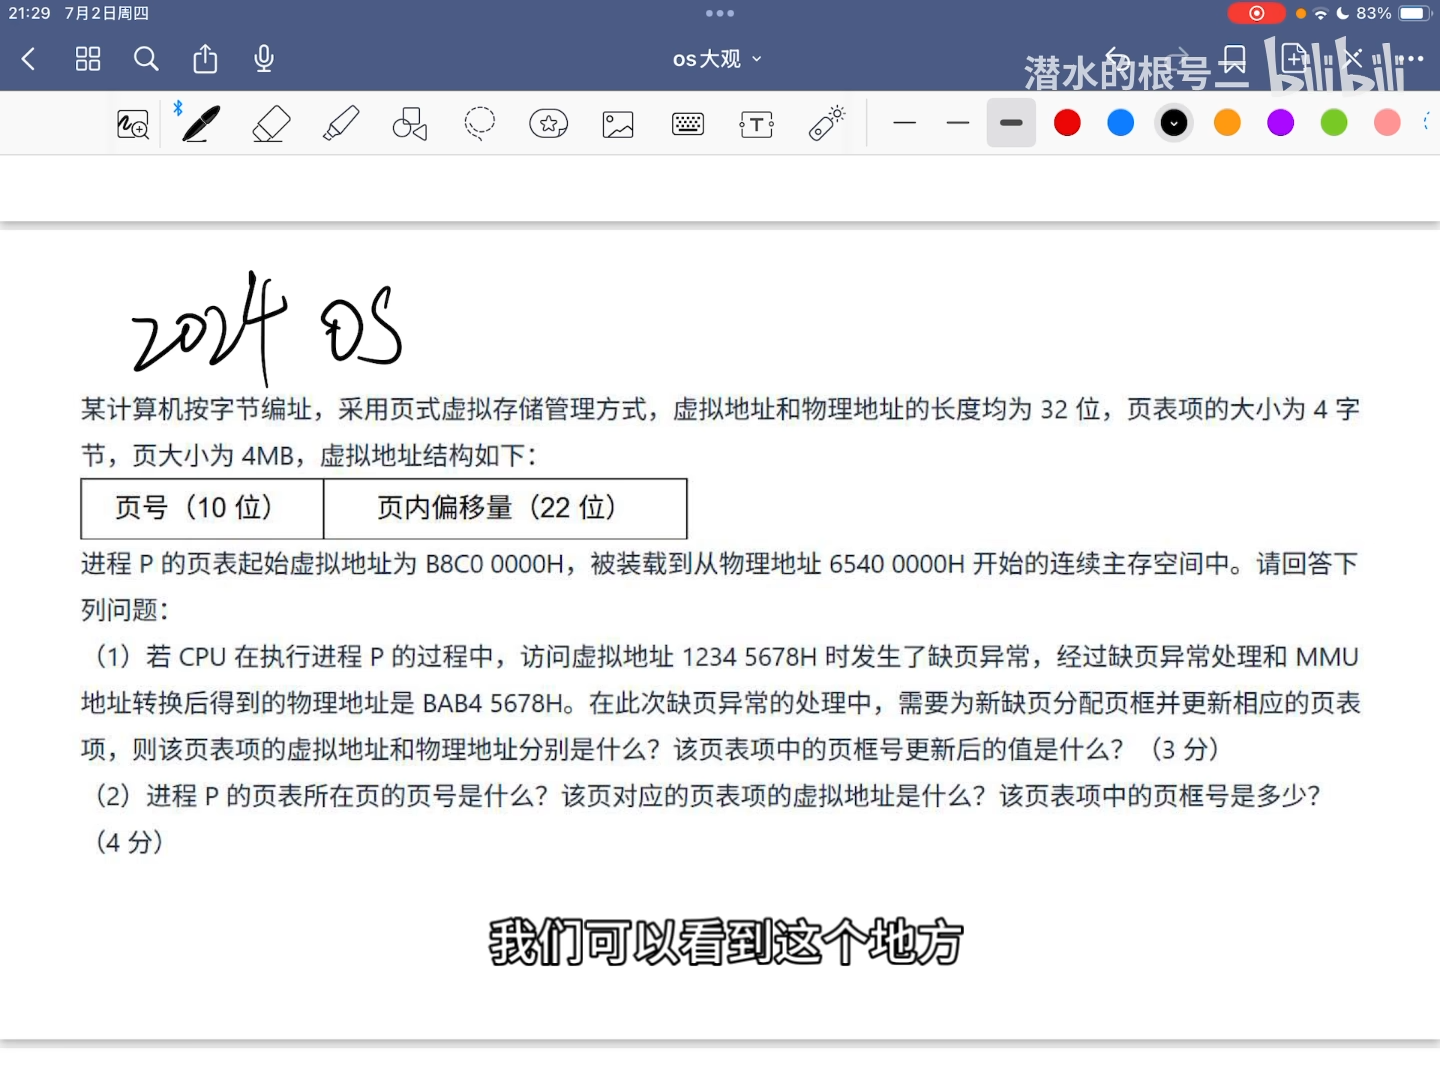 21:29 7月2日周四
83%
os大观
潜水的根号二 bilibili
2024 OS
某计算机按字节编址，采用页式虚拟存储管理方式，虚拟地址和物理地址的长度均为 32 位，页表项的大小为 4 字
节，页大小为 4MB，虚拟地址结构如下：
页号（10 位） 页内偏移量（22 位）
进程 P 的页表起始虚拟地址为 B8C0 0000H，被装载到从物理地址 6540 0000H 开始的连续主存空间中。请回答下
列问题：
（1）若 CPU 在执行进程 P 的过程中，访问虚拟地址 1234 5678H 时发生了缺页异常，经过缺页异常处理和 MMU
地址转换后得到的物理地址是 BAB4 5678H。在此次缺页异常的处理中，需要为新缺页分配页框并更新相应的页表
项，则该页表项的虚拟地址和物理地址分别是什么？该页表项中的页框号更新后的值是什么？（3 分）
（2）进程 P 的页表所在页的页号是什么？该页对应的页表项的虚拟地址是什么？该页表项中的页框号是多少？
（4 分）
我们可以看到这个地方